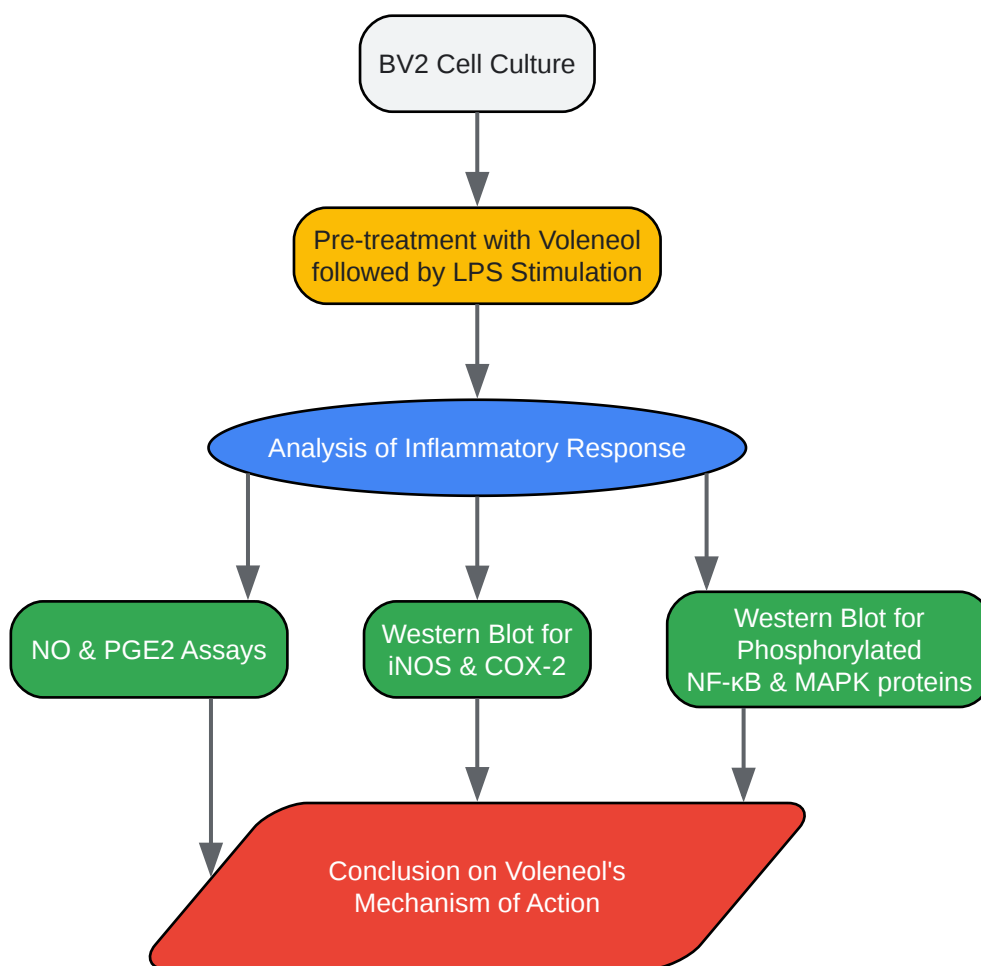 BV2 Cell Culture
Pre-treatment with Voleneol
followed by LPS Stimulation
Analysis of Inflammatory Response
NO & PGE2 Assays
Western Blot for
iNOS & COX-2
Western Blot for
Phosphorylated
NF-κB & MAPK proteins
Conclusion on Voleneol's
Mechanism of Action